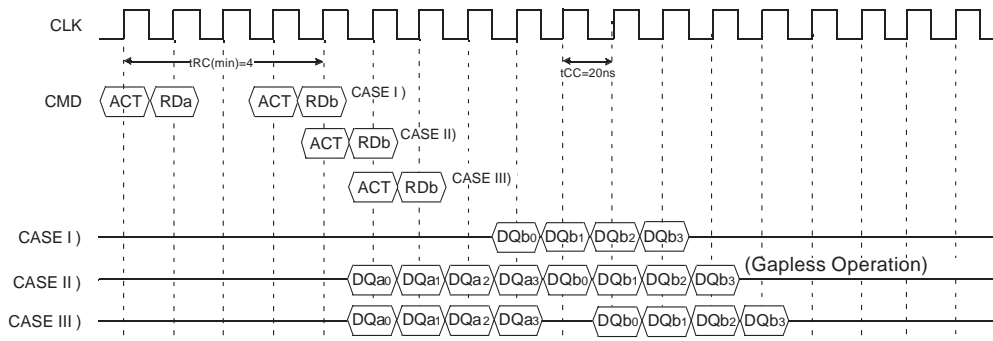 CLK
tRC(min)=4
tCC=20ns
CMD ACT RDa ACT RDb CASE I )
ACT RDb CASE II)
ACT RDb CASE III)
CASE I ) DQb0 DQb1 DQb2 DQb3
(Gapless Operation)
CASE II ) DQa0 DQa1 DQa2 DQa3 DQb0 DQb1 DQb2 DQb3
CASE III ) DQa0 DQa1 DQa2 DQa3 DQb0 DQb1 DQb2 DQb3